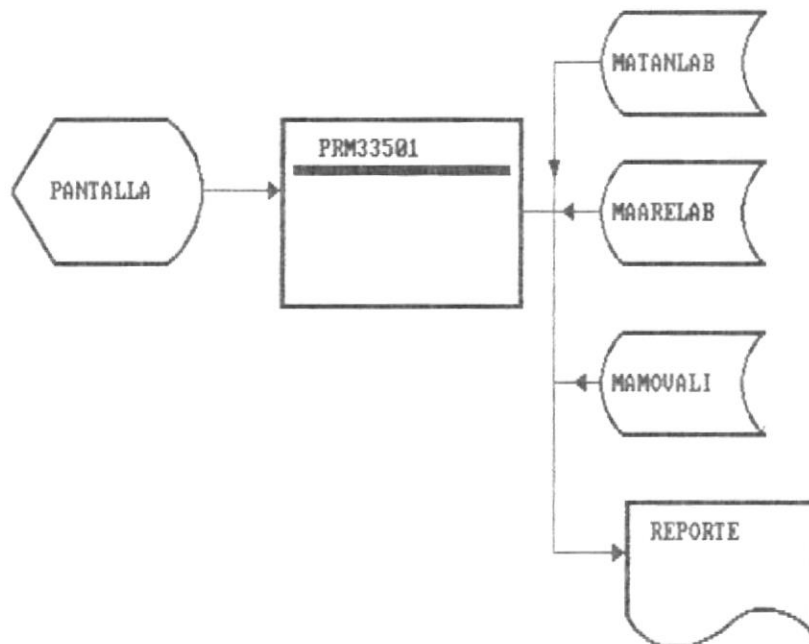 MATANLAB
PRM33501
PANTALLA
MAARELAB
MAMOVALI
REPORTE